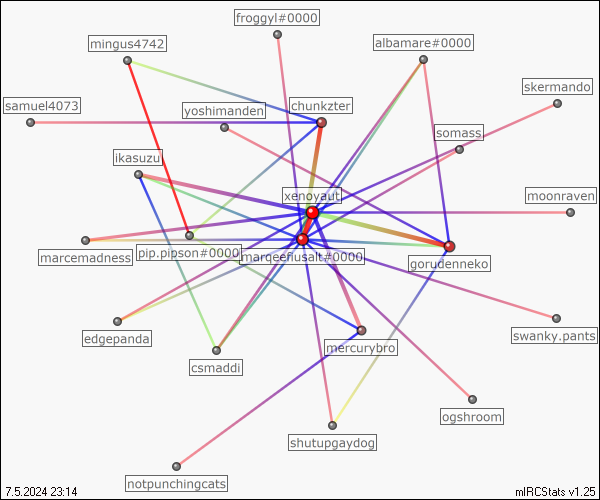 froggyl#0000
mingus4742
albamare#0000
skermando
samuel4073
yoshimanden
chunkzter
somass
ikasuzu
xenoyaut
moonraven
marcemadness
pip.pipson#0000
marqeeflusalt#0000
gorudenneko
edgepanda
swanky.pants
mercurybro
csmaddi
ogshroom
shutupgaydog
notpunchingcats
7.5.2024 23:14
mIRCStats v1.25